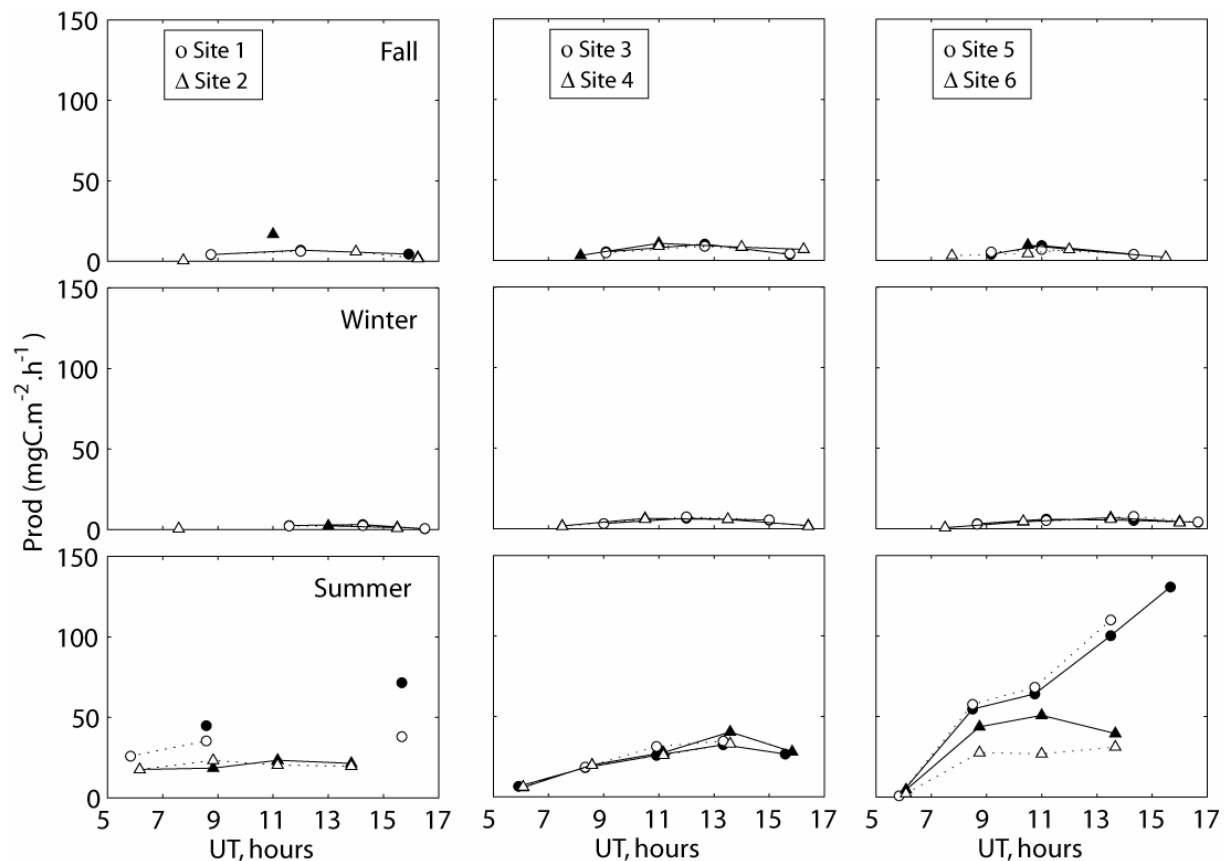 150
100
50
0
○ Site 1
△ Site 2
Fall
○ Site 3
△ Site 4
○ Site 5
△ Site 6
150
100
50
0
Winter
Prod (mgC.m⁻².h⁻¹)
150
100
50
0
Summer
5 7 9 11 13 15 17
5 7 9 11 13 15 17
5 7 9 11 13 15 17
UT, hours
UT, hours
UT, hours